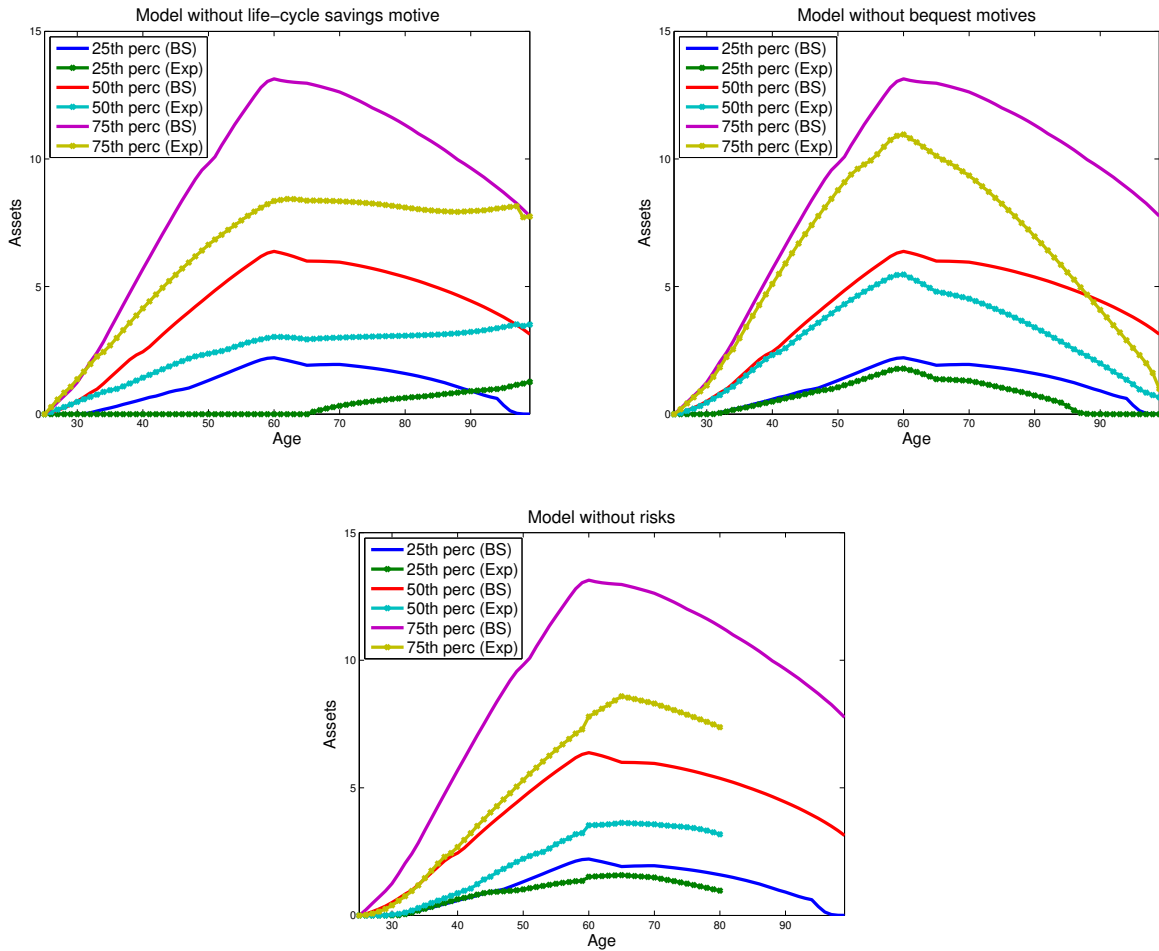 Model without life-cycle savings motive
15
25th perc (BS)
25th perc (Exp)
50th perc (BS)
50th perc (Exp)
75th perc (BS)
75th perc (Exp)
10
Assets
5
0
30 40 50 60 70 80 90
Age
Model without bequest motives
15
25th perc (BS)
25th perc (Exp)
50th perc (BS)
50th perc (Exp)
75th perc (BS)
75th perc (Exp)
10
Assets
5
0
30 40 50 60 70 80 90
Age
Model without risks
15
25th perc (BS)
25th perc (Exp)
50th perc (BS)
50th perc (Exp)
75th perc (BS)
75th perc (Exp)
10
Assets
5
0
30 40 50 60 70 80 90
Age